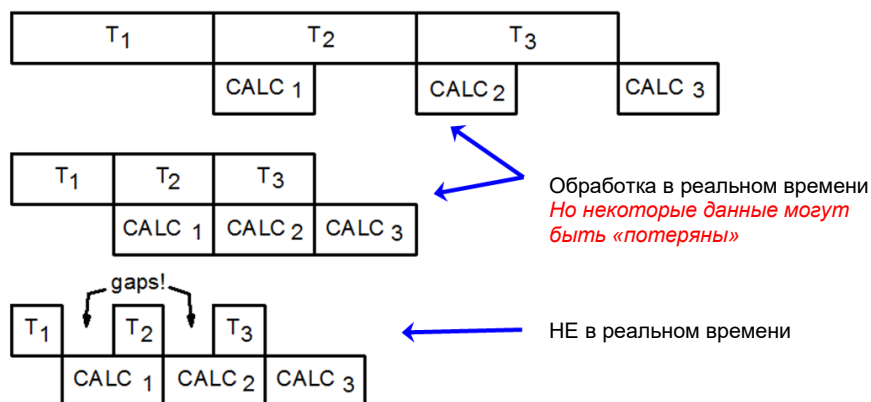 T1 T2 T3
CALC 1 CALC 2 CALC 3
T1 T2 T3
Обработка в реальном времени
Но некоторые данные могут
быть «потеряны»
CALC 1 CALC 2 CALC 3
gaps!
T1 T2 T3
НЕ в реальном времени
CALC 1 CALC 2 CALC 3